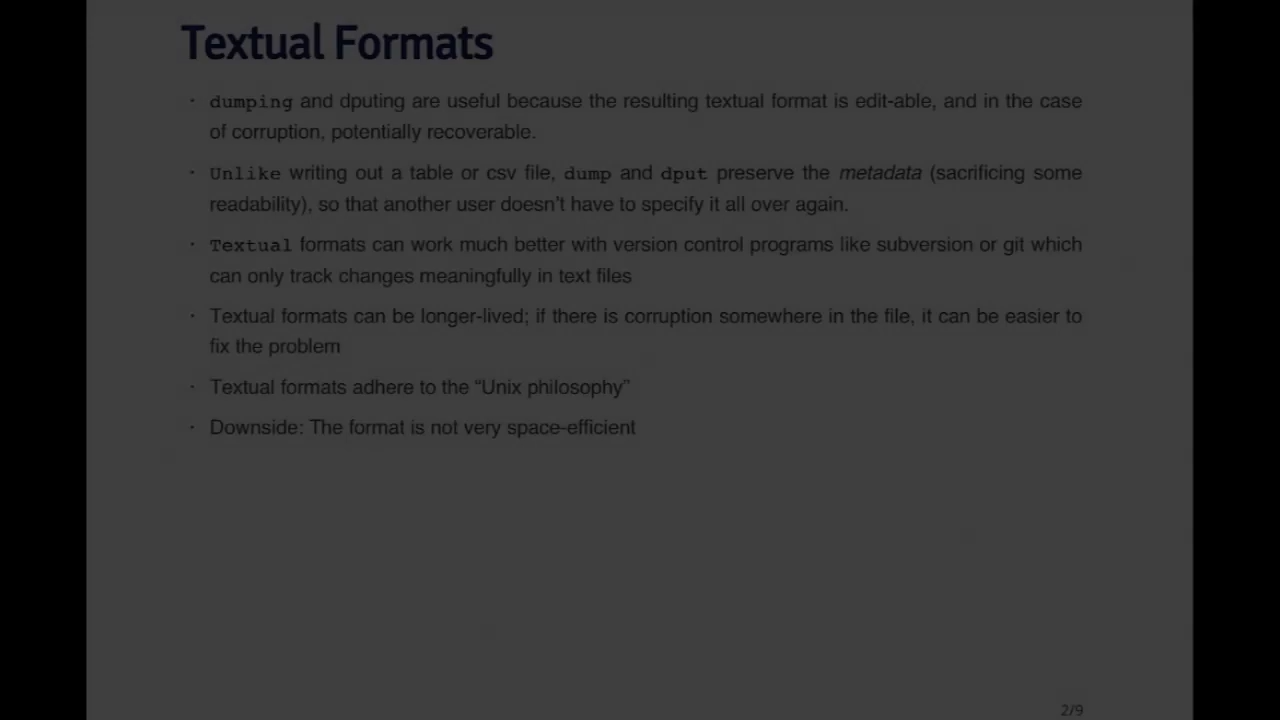 Textual Formats
· dumping and dputing are useful because the resulting textual format is edit-able, and in the case
of corruption, potentially recoverable.
· Unlike writing out a table or csv file, dump and dput preserve the metadata (sacrificing some
readability), so that another user doesn't have to specify it all over again.
· Textual formats can work much better with version control programs like subversion or git which
can only track changes meaningfully in text files
· Textual formats can be longer-lived; if there is corruption somewhere in the file, it can be easier to
fix the problem
· Textual formats adhere to the “Unix philosophy”
· Downside: The format is not very space-efficient
2/9